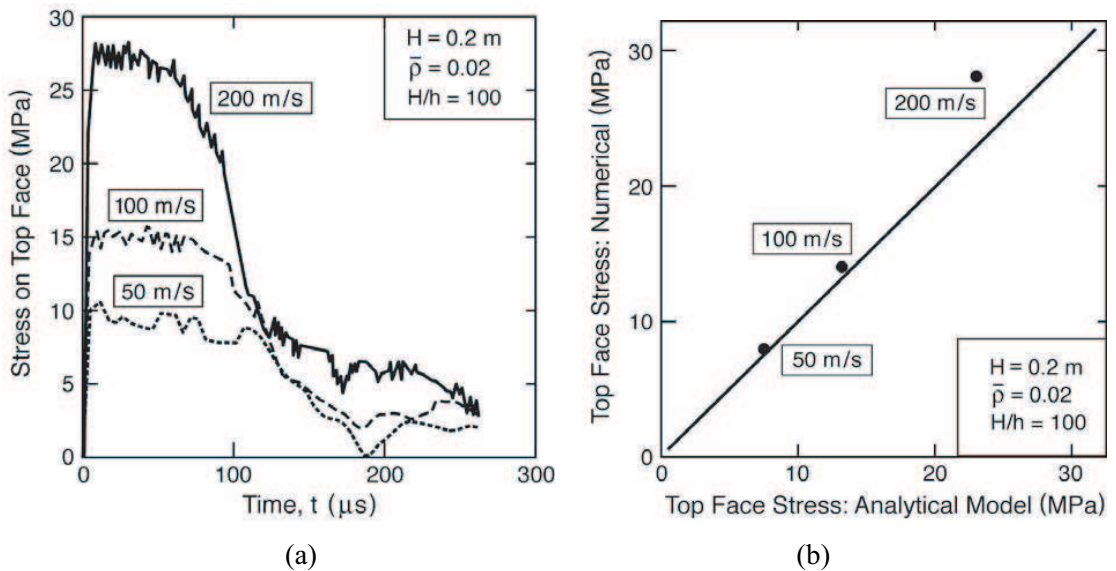 30
25
20
15
10
5
0
Stress on Top Face (MPa)
H = 0.2 m
ρ̄ = 0.02
H/h = 100
200 m/s
100 m/s
50 m/s
0
100
200
300
Time, t (μs)
(a)
30
20
10
0
Top Face Stress: Numerical (MPa)
200 m/s
100 m/s
50 m/s
H = 0.2 m
ρ̄ = 0.02
H/h = 100
0
10
20
30
Top Face Stress: Analytical Model (MPa)
(b)